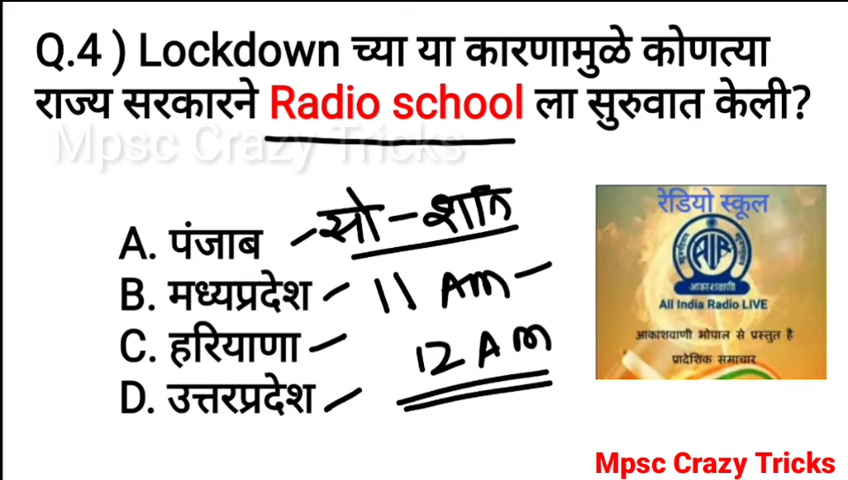 Q.4 ) Lockdown च्या या कारणामुळे कोणत्या
राज्य सरकारने Radio school ला सुरुवात केली?
Mpsc Crazy Tricks
A. पंजाब
B. मध्यप्रदेश
C. हरियाणा
D. उत्तरप्रदेश
सो - शनि
11 AM -
12 AM
रेडियो स्कूल
AIR
आकाशवाणी
All India Radio LIVE
आकाशवाणी भोपाल से प्रस्तुत है
प्रादेशिक समाचार
Mpsc Crazy Tricks